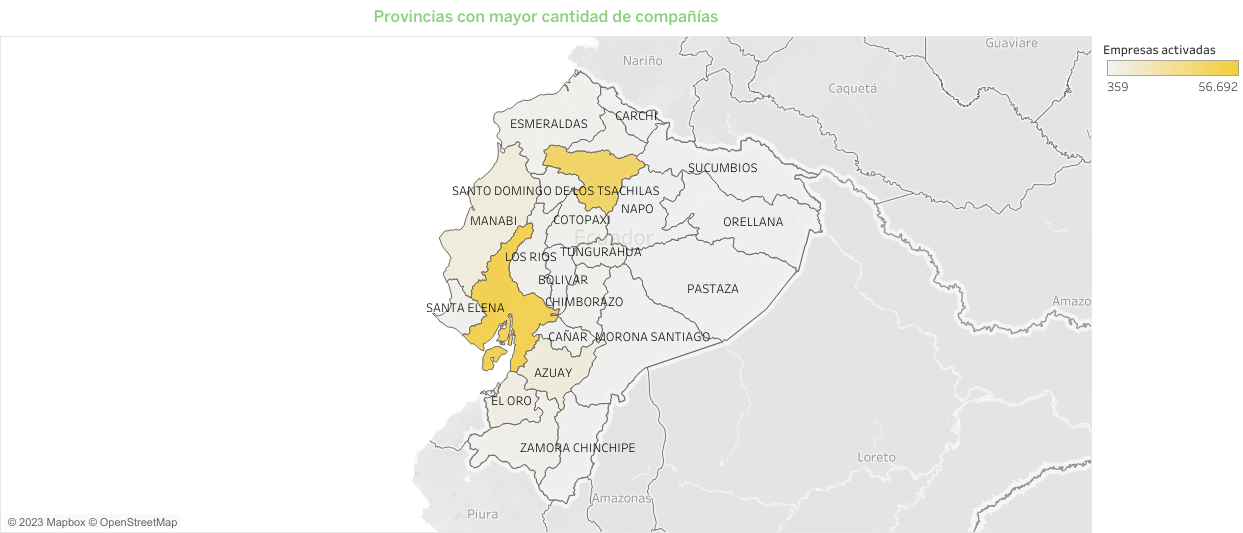 Provincias con mayor cantidad de compañías
Empresas activadas
359
56.692
Guaviare
Nariño
Caquetá
CARCHI
ESMERALDAS
SUCUMBIOS
SANTO DOMINGO DE LOS TSACHILAS
NAPO
MANABI
COTOPAXI
ORELLANA
Ecuador
TUNGURAHUA
LOS RIOS
BOLIVAR
PASTAZA
CHIMBORAZO
SANTA ELENA
Amazo
CAÑAR
MORONA SANTIAGO
AZUAY
EL ORO
ZAMORA CHINCHIPE
Loreto
Amazonas
Piura
© 2023 Mapbox © OpenStreetMap